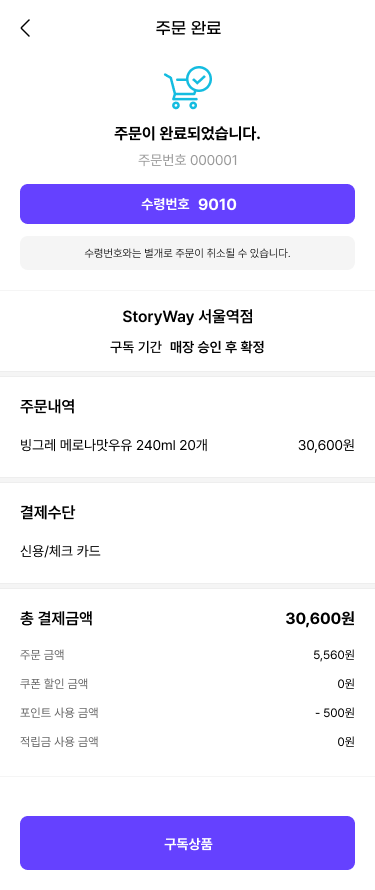 주문 완료
주문이 완료되었습니다.
주문번호 000001
수령번호 9010
수령번호와는 별개로 주문이 취소될 수 있습니다.
StoryWay 서울역점
구독 기간 매장 승인 후 확정
주문내역
빙그레 메로나맛우유 240ml 20개 30,600원
결제수단
신용/체크 카드
총 결제금액 30,600원
주문 금액 5,560원
쿠폰 할인 금액 0원
포인트 사용 금액 - 500원
적립금 사용 금액 0원
구독상품